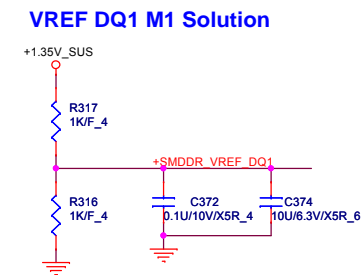 VREF DQ1 M1 Solution
+1.35V_SUS
R317
1K/F_4
+SMDDR_VREF_DQ1
R316
1K/F_4
C372
0.1U/10V/X5R_4
C374
10U/6.3V/X5R_6